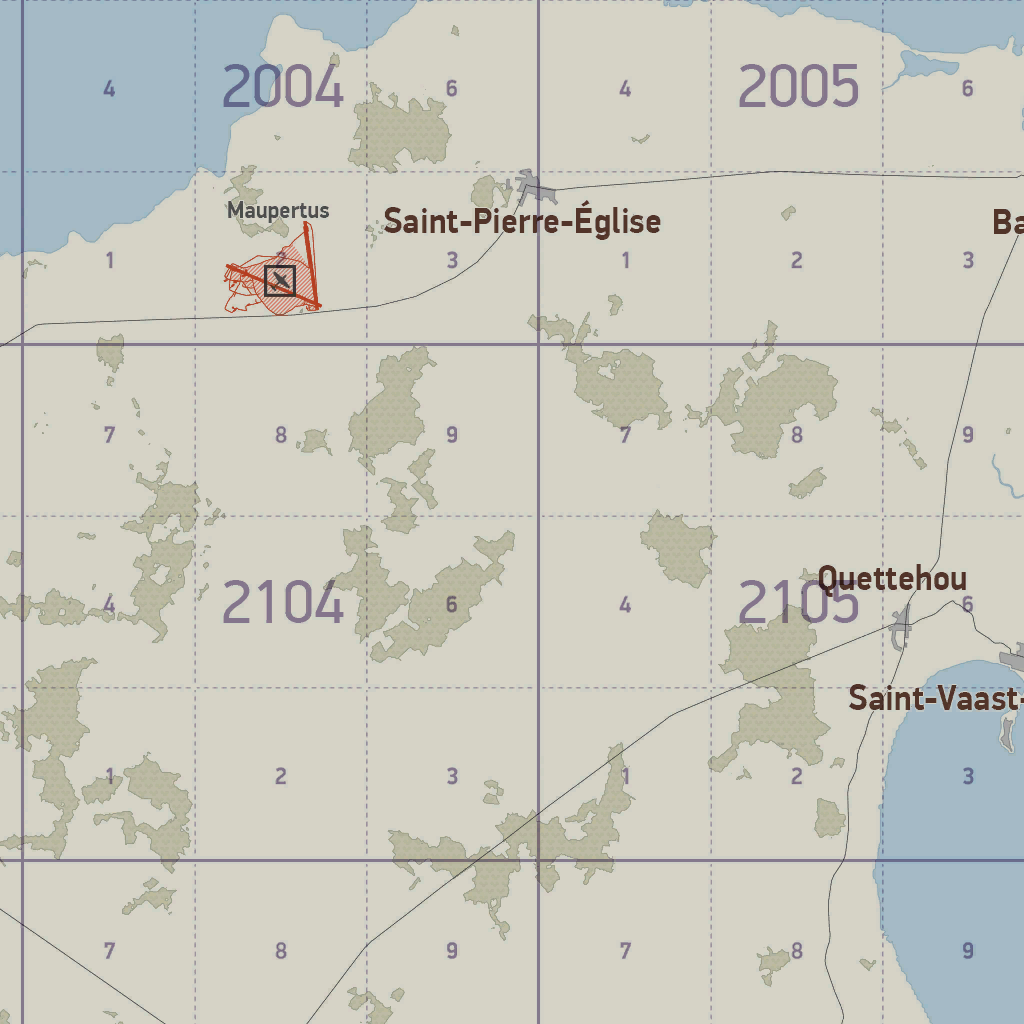 4 2004 6 4 2005 6
Maupertus
Saint-Pierre-Église
Ba
1 2 3 1 2 3
7 8 9 7 8 9
Quettehou
4 2104 6 4 2105 6
Saint-Vaast-
1 2 3 1 2 3
7 8 9 7 8 9